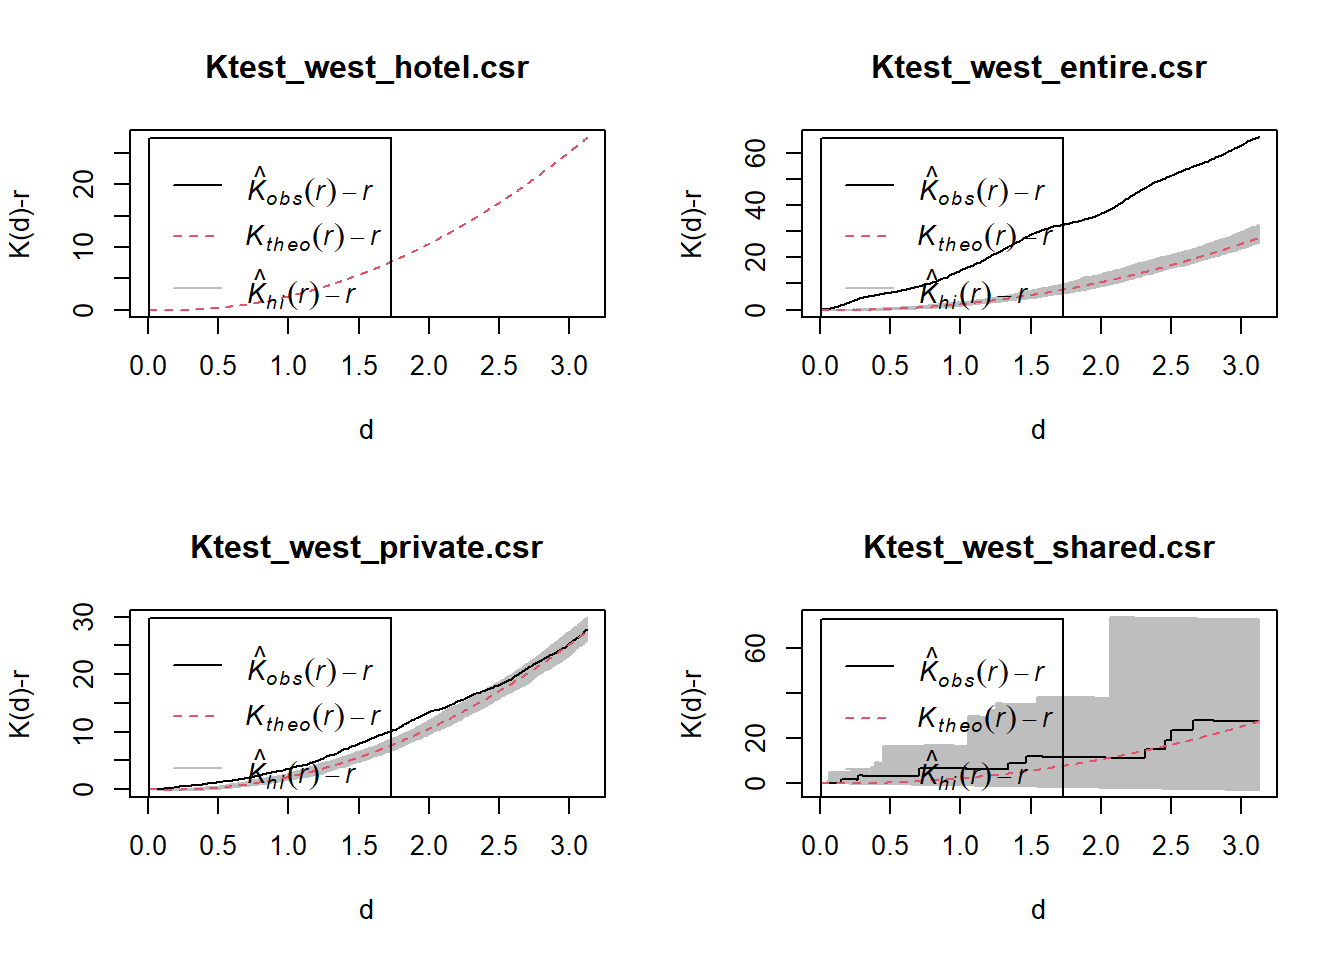 Ktest_west_hotel.csr
K(d)-r
0 10 20
K̂obs(r) − r
Ktheo(r) − r
K̂hi(r) − r
0.0 0.5 1.0 1.5 2.0 2.5 3.0
d
Ktest_west_entire.csr
K(d)-r
0 20 40 60
K̂obs(r) − r
Ktheo(r) − r
K̂hi(r) − r
0.0 0.5 1.0 1.5 2.0 2.5 3.0
d
Ktest_west_private.csr
K(d)-r
0 10 20 30
K̂obs(r) − r
Ktheo(r) − r
K̂hi(r) − r
0.0 0.5 1.0 1.5 2.0 2.5 3.0
d
Ktest_west_shared.csr
K(d)-r
0 20 60
K̂obs(r) − r
Ktheo(r) − r
K̂hi(r) − r
0.0 0.5 1.0 1.5 2.0 2.5 3.0
d